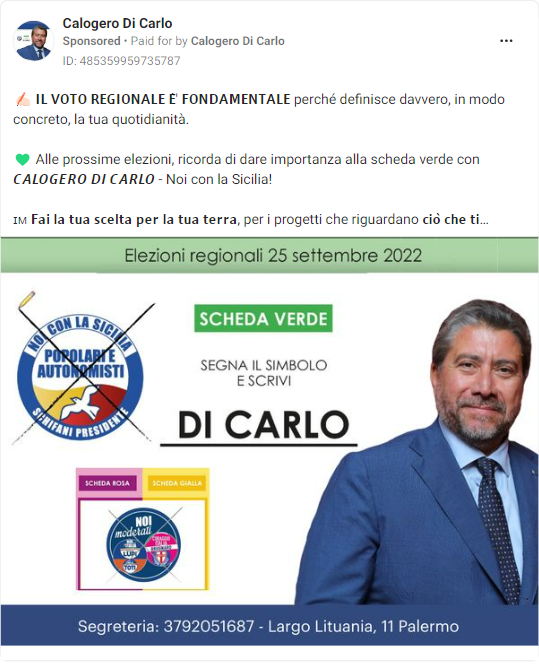 Calogero Di Carlo
Sponsored • Paid for by Calogero Di Carlo
ID: 485359959735787
✍🏻 IL VOTO REGIONALE E' FONDAMENTALE perché definisce davvero, in modo
concreto, la tua quotidianità.
💚 Alle prossime elezioni, ricorda di dare importanza alla scheda verde con
CALOGERO DI CARLO - Noi con la Sicilia!
ɪᴍ Fai la tua scelta per la tua terra, per i progetti che riguardano ciò che ti...
Elezioni regionali 25 settembre 2022
NOI CON LA SICILIA
POPOLARI E
AUTONOMISTI
SCHIFANI PRESIDENTE
SCHEDA VERDE
SEGNA IL SIMBOLO
E SCRIVI
DI CARLO
SCHEDA ROSA
SCHEDA GIALLA
NOI
moderati
LUPI
TOTI
CORAGGIO
ITALIA
BRUGNARO
Segreteria: 3792051687 - Largo Lituania, 11 Palermo